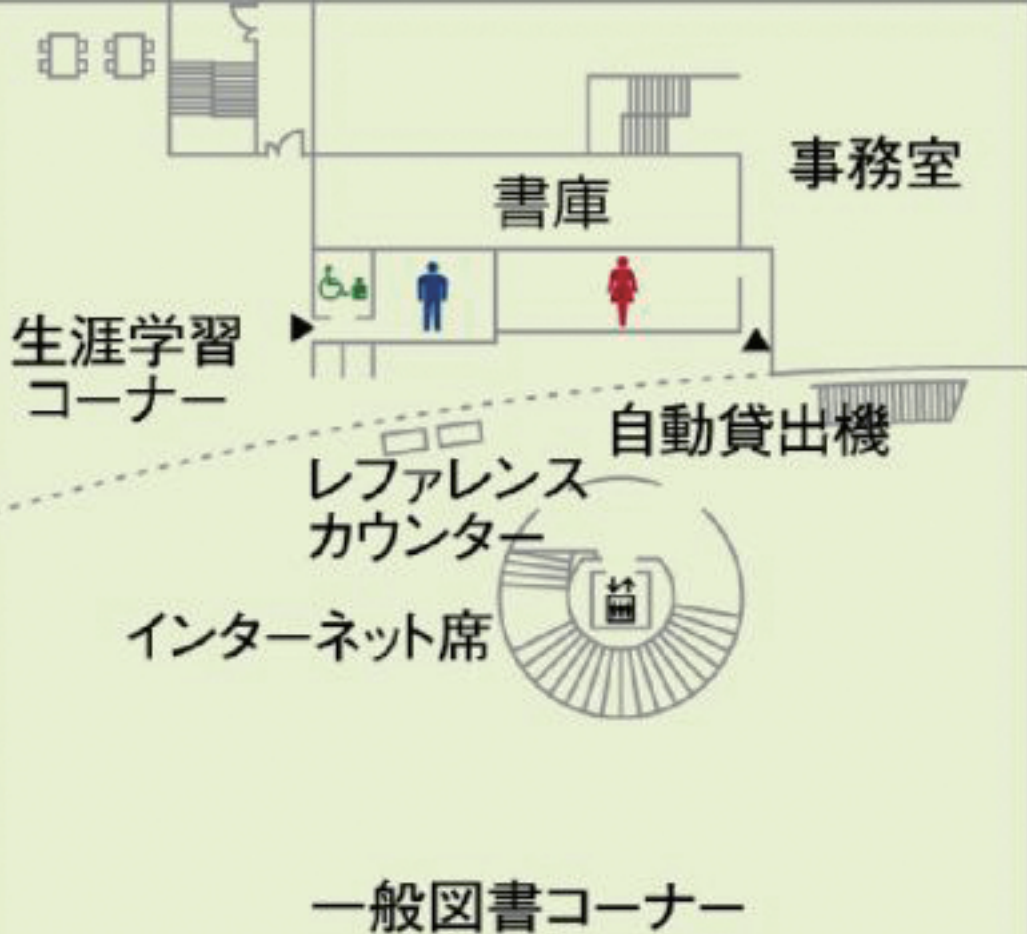 事務室
書庫
生涯学習
コーナー
自動貸出機
レファレンス
カウンター
インターネット席
一般図書コーナー